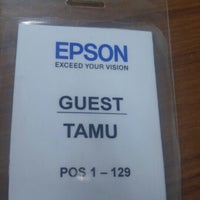 EPSON
EXCEED YOUR VISION
GUEST
TAMU
POS 1 – 129